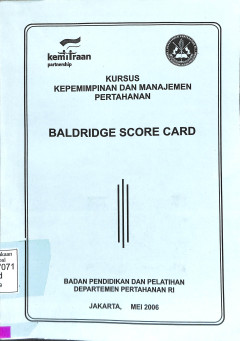 kemitraan
partnership
KURSUS
KEPEMIMPINAN DAN MANAJEMEN
PERTAHANAN
BALDRIDGE SCORE CARD
7071
BADAN PENDIDIKAN DAN PELATIHAN
DEPARTEMEN PERTAHANAN RI
JAKARTA, MEI 2006